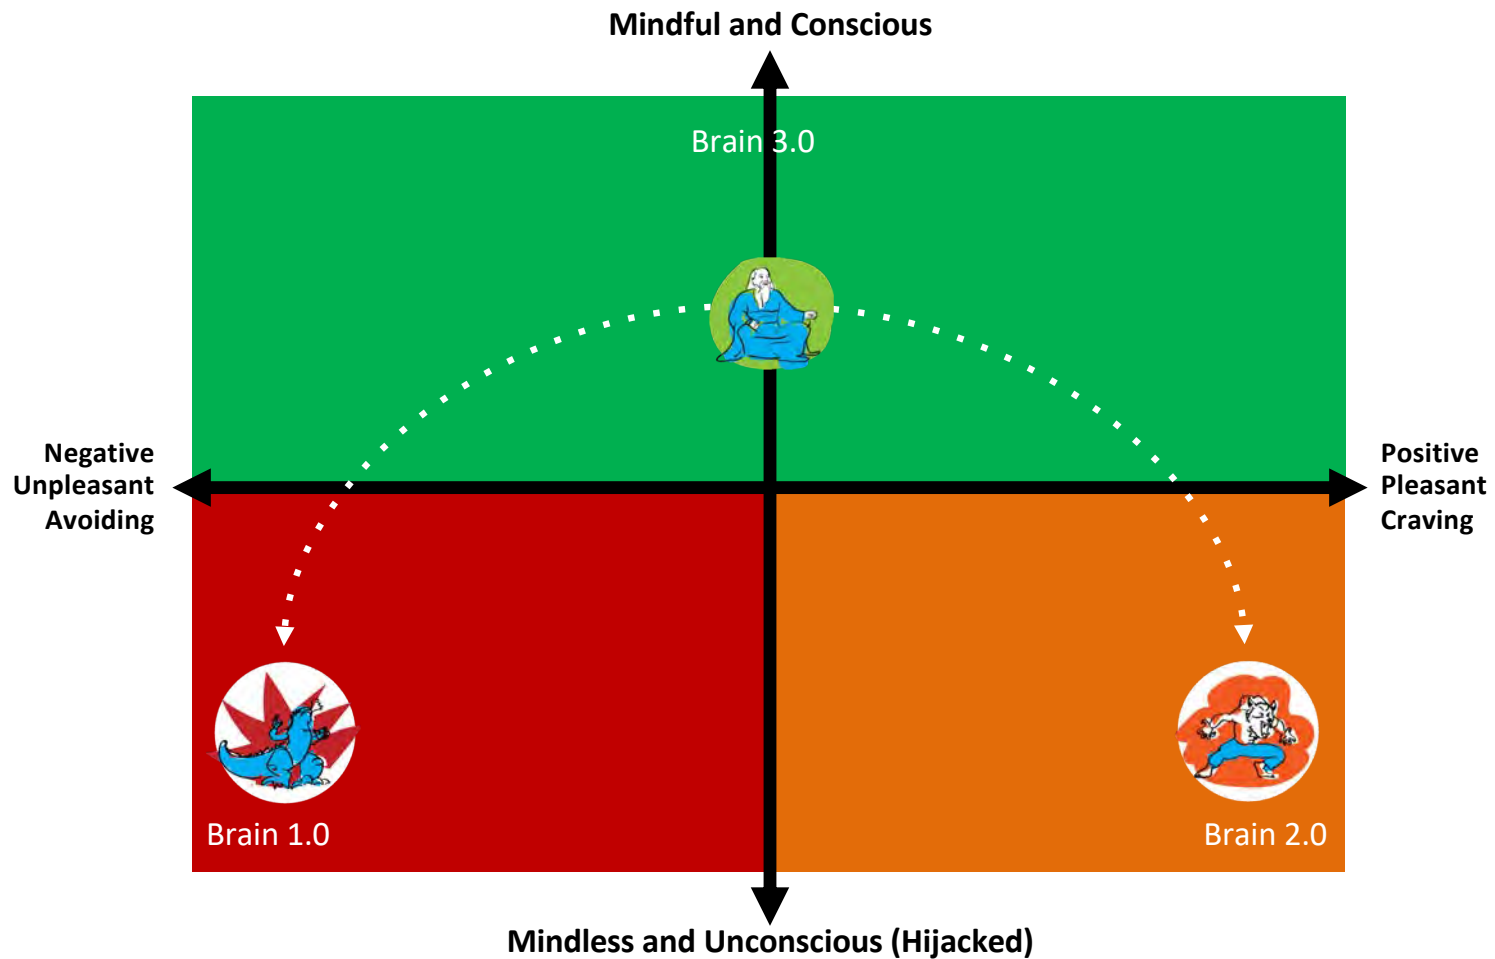 Mindful and Conscious
Brain 3.0
Negative
Unpleasant
Avoiding
Positive
Pleasant
Craving
Brain 1.0
Brain 2.0
Mindless and Unconscious (Hijacked)